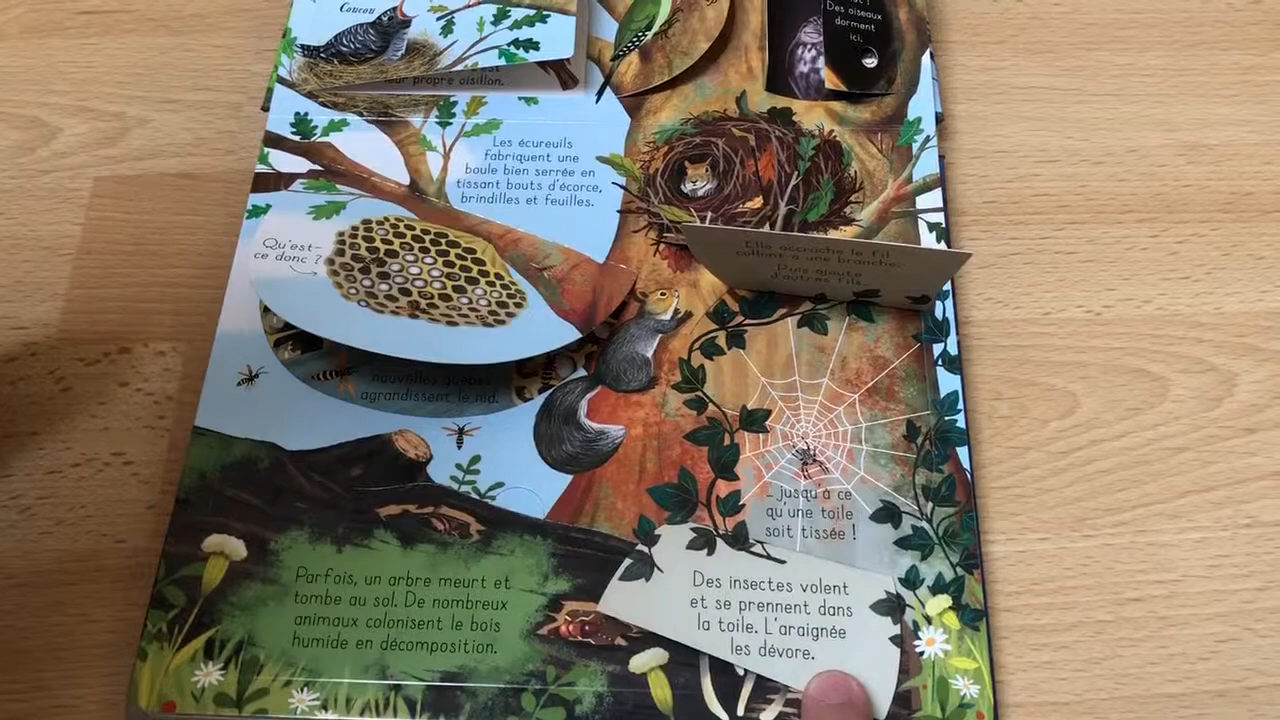 Coucou
leur propre oisillon.
Des oiseaux
dorment
ici.
Les écureuils
fabriquent une
boule bien serrée en
tissant bouts d'écorce,
brindilles et feuilles.
Qu'est-
ce donc ?
nouvelles guêpes
agrandissent le nid.
Elle accroche le fil
collant à une branche.
Puis ajoute
d'autres fils...
... jusqu'à ce
qu'une toile
soit tissée !
Parfois, un arbre meurt et
tombe au sol. De nombreux
animaux colonisent le bois
humide en décomposition.
Des insectes volent
et se prennent dans
la toile. L'araignée
les dévore.